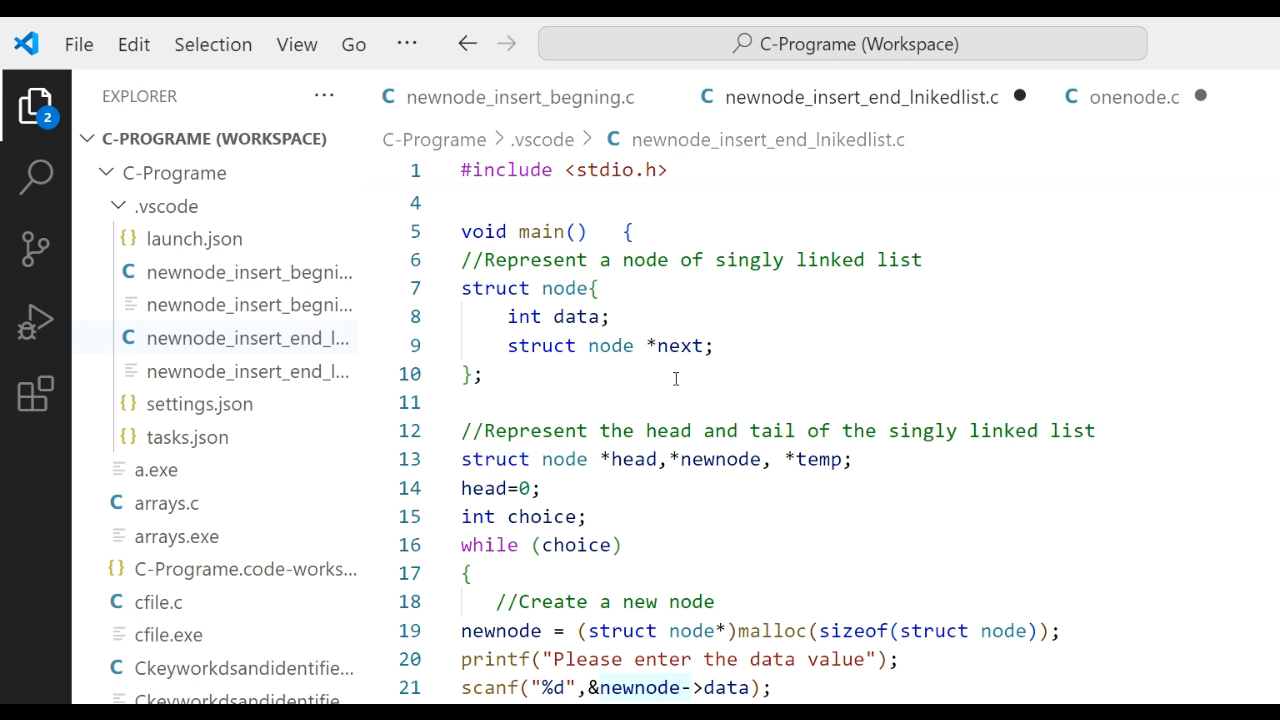 File Edit Selection View Go ··· C-Programe (Workspace)
EXPLORER ···
2
C-PROGRAME (WORKSPACE)
C-Programe
.vscode
{} launch.json
C newnode_insert_begni...
newnode_insert_begni...
C newnode_insert_end_l...
newnode_insert_end_l...
{} settings.json
{} tasks.json
a.exe
C arrays.c
arrays.exe
{} C-Programe.code-works...
C cfile.c
cfile.exe
C Ckeyworkdsandidentifie...
Ckeyworkdsandidentifie
C newnode_insert_begning.c C newnode_insert_end_lnikedlist.c C onenode.c
C-Programe > .vscode > C newnode_insert_end_lnikedlist.c
1 #include <stdio.h>
4
5 void main() {
6 //Represent a node of singly linked list
7 struct node{
8 int data;
9 struct node *next;
10 };
11
12 //Represent the head and tail of the singly linked list
13 struct node *head,*newnode, *temp;
14 head=0;
15 int choice;
16 while (choice)
17 {
18 //Create a new node
19 newnode = (struct node*)malloc(sizeof(struct node));
20 printf("Please enter the data value");
21 scanf("%d",&newnode->data);